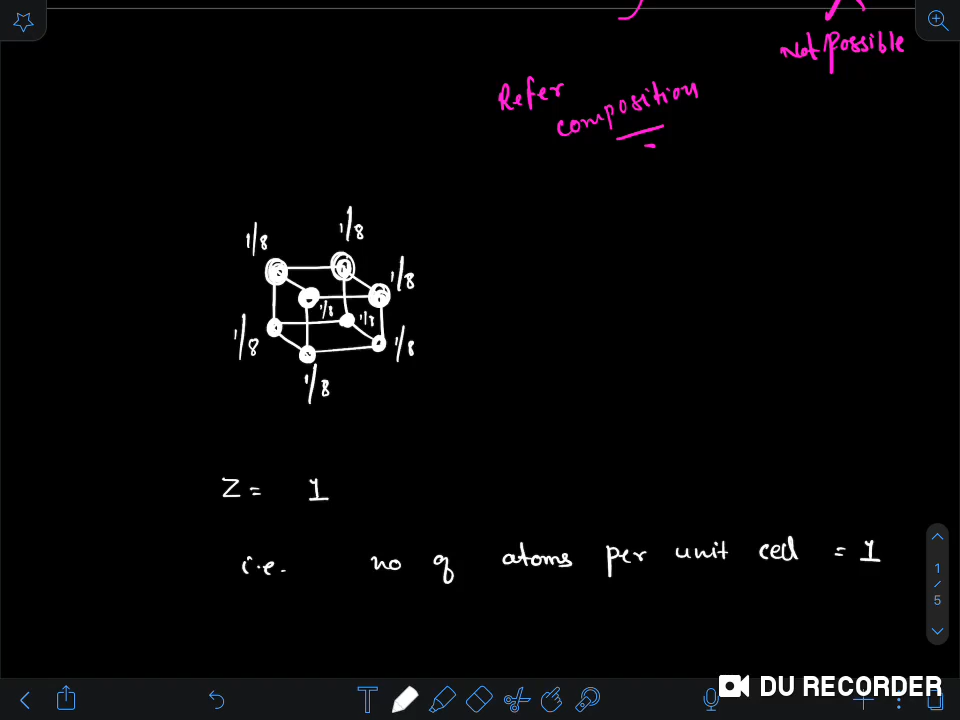 Not Possible
Refer
composition
1/8
1/8
1/8
1/8
1/8
1/8
1/8
1/8
Z = 1
i.e. no of atoms per unit cell = 1
1
/
5
T
DU RECORDER